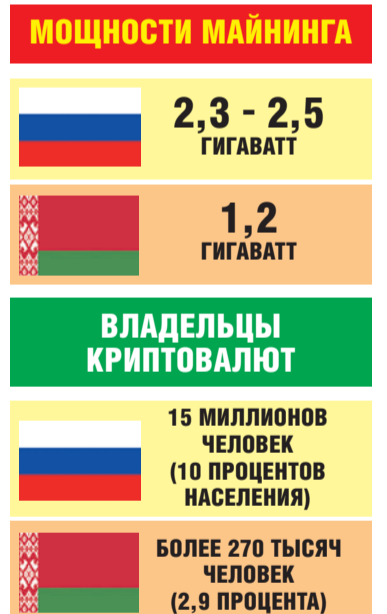 МОЩНОСТИ МАЙНИНГА
2,3 - 2,5
ГИГАВАТТ
1,2
ГИГАВАТТ
ВЛАДЕЛЬЦЫ
КРИПТОВАЛЮТ
15 МИЛЛИОНОВ
ЧЕЛОВЕК
(10 ПРОЦЕНТОВ
НАСЕЛЕНИЯ)
БОЛЕЕ 270 ТЫСЯЧ
ЧЕЛОВЕК
(2,9 ПРОЦЕНТА)